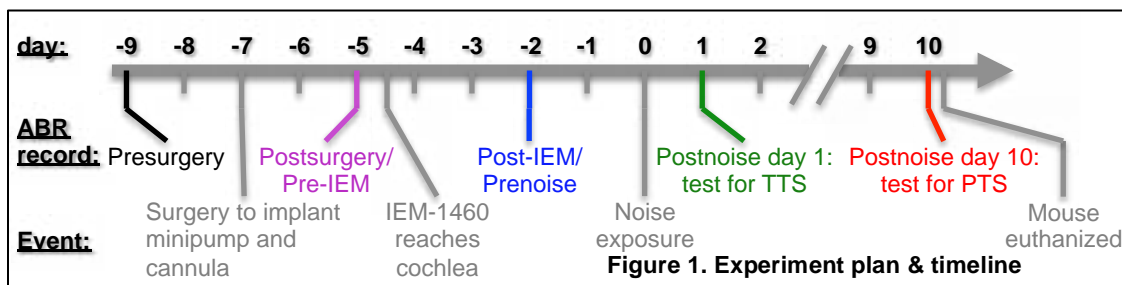 day: -9 -8 -7 -6 -5 -4 -3 -2 -1 0 1 2 9 10
ABR
record: Presurgery Postsurgery/ Post-IEM/ Postnoise day 1: Postnoise day 10:
Pre-IEM Prenoise test for TTS test for PTS
Surgery to implant IEM-1460 Noise Mouse
Event: minipump and reaches exposure euthanized
cannula cochlea
Figure 1. Experiment plan & timeline